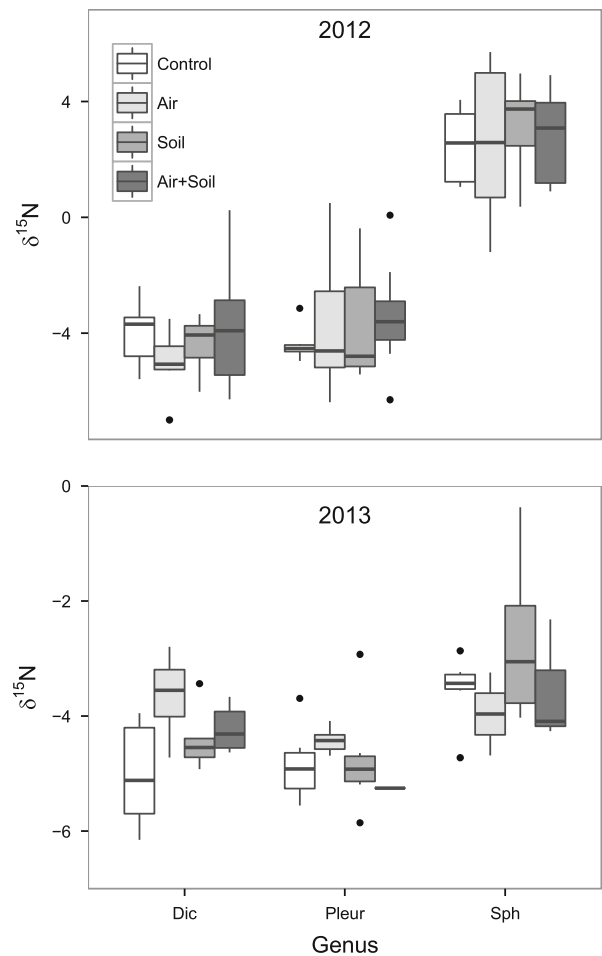 2012
Control
Air
Soil
Air+Soil
4
0
−4
δ¹⁵N
2013
0
−2
−4
−6
δ¹⁵N
Dic Pleur Sph
Genus